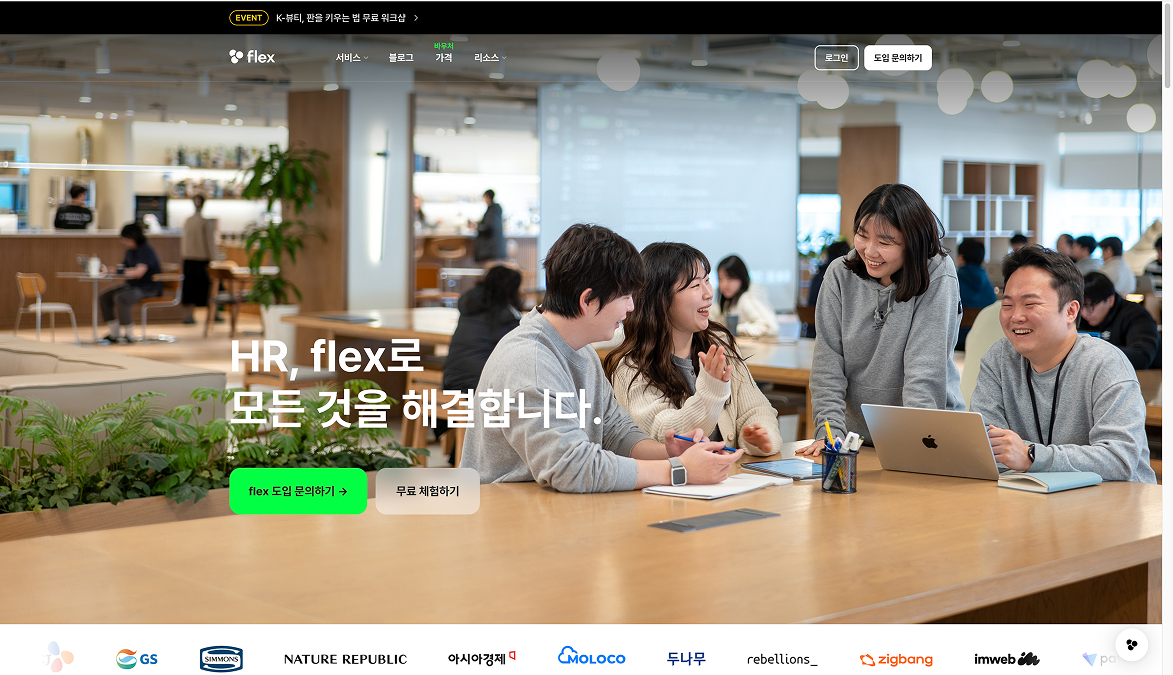 EVENT K-뷰티, 판을 키우는 법 무료 워크샵
바우처
flex 서비스 블로그 가격 리소스 로그인 도입 문의하기
HR, flex로
모든 것을 해결합니다.
flex 도입 문의하기 → 무료 체험하기
GS SIMMONS NATURE REPUBLIC 아시아경제 MOLOCO 두나무 rebellions_ zigbang imweb